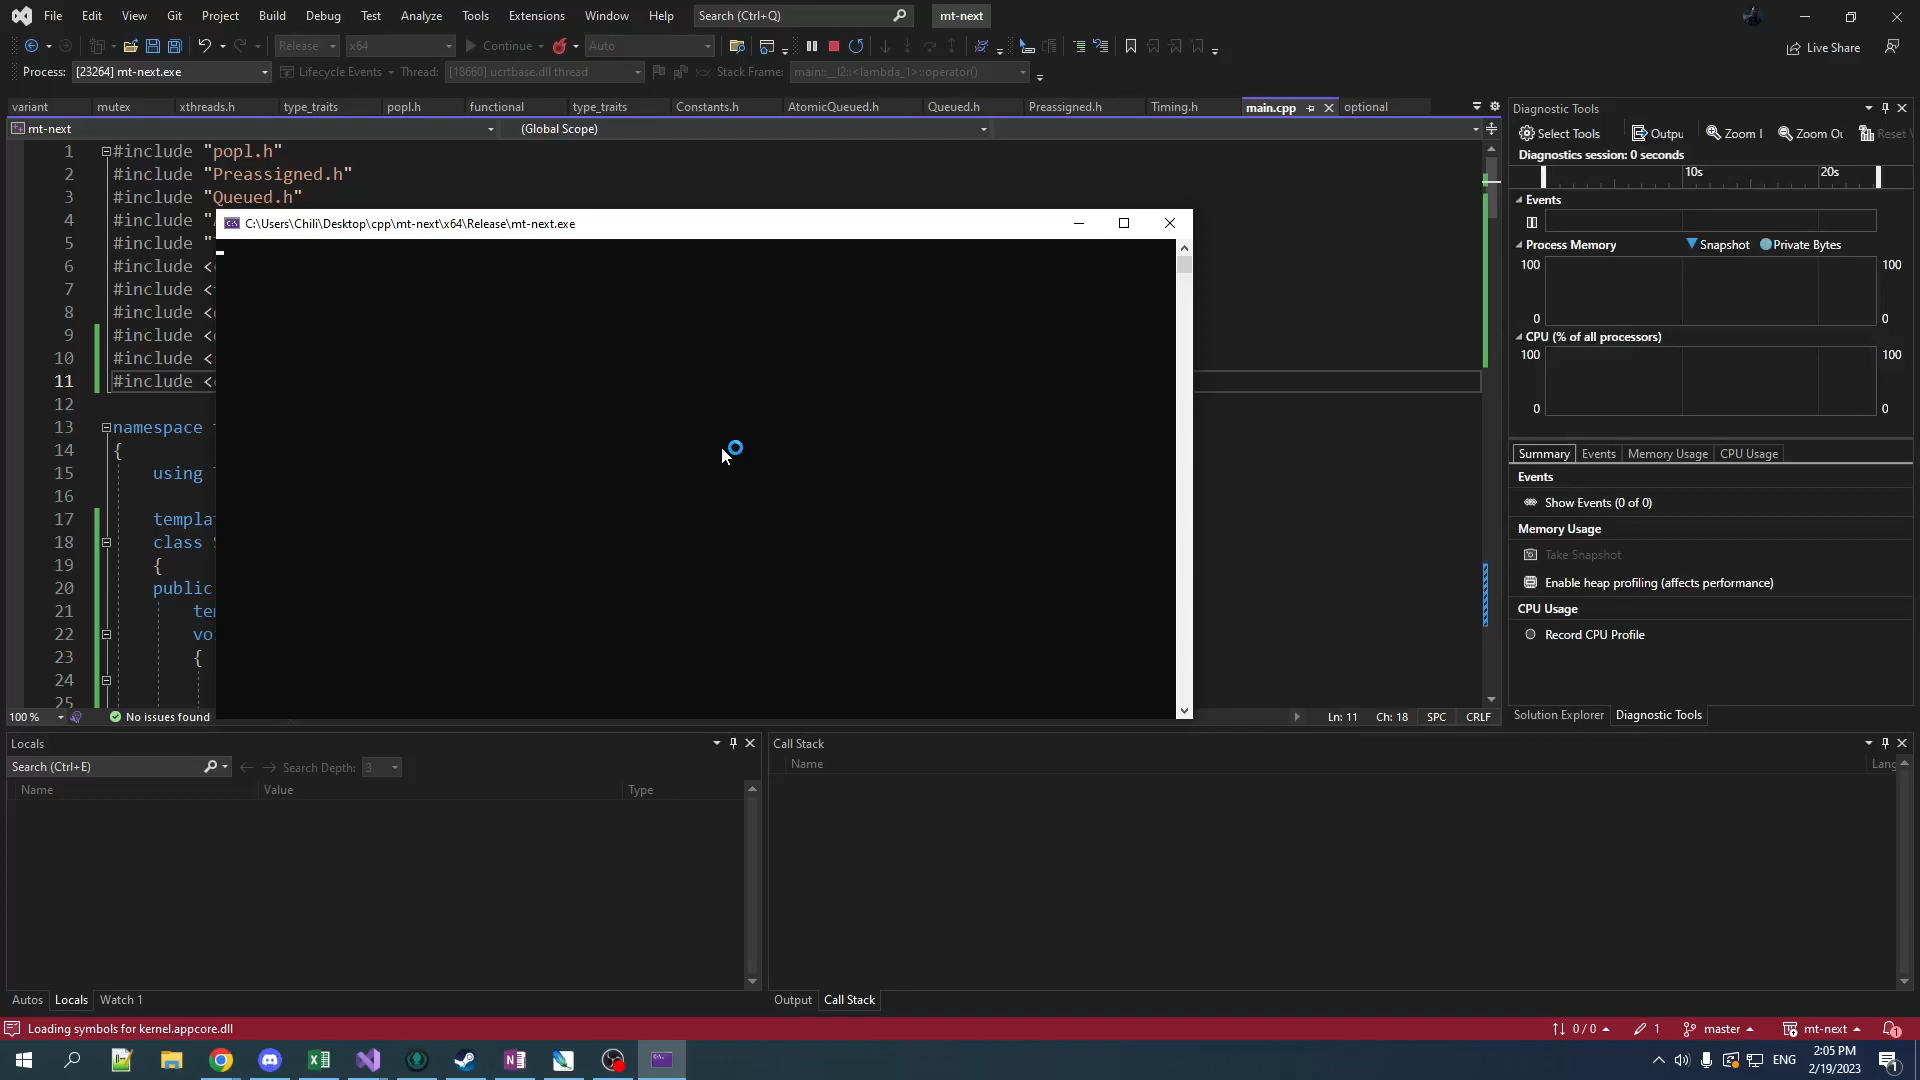 File Edit View Git Project Build Debug Test Analyze Tools Extensions Window Help Search (Ctrl+Q) mt-next
Release x64 Continue Auto Live Share
Process: [23264] mt-next.exe Lifecycle Events Thread: [18660] ucrtbase.dll thread Stack Frame: main::__l2::<lambda_1>::operator()
variant mutex xthreads.h type_traits popl.h functional type_traits Constants.h AtomicQueued.h Queued.h Preassigned.h Timing.h main.cpp optional
mt-next (Global Scope)
1 #include "popl.h"
2 #include "Preassigned.h"
3 #include "Queued.h"
4 #include "
5 #include "
6 #include <
7 #include <
8 #include <
9 #include <
10 #include <
11 #include <
12
13 namespace
14 {
15 using
16
17 templa
18 class
19 {
20 public
21 te
22 vo
23 {
24
25
C:\Users\Chili\Desktop\cpp\mt-next\x64\Release\mt-next.exe
100 % No issues found Ln: 11 Ch: 18 SPC CRLF
Diagnostic Tools
Select Tools Outpu Zoom I Zoom Ou Reset
Diagnostics session: 0 seconds
10s 20s
Events
Process Memory Snapshot Private Bytes
100 100
0 0
CPU (% of all processors)
100 100
0 0
Summary Events Memory Usage CPU Usage
Events
Show Events (0 of 0)
Memory Usage
Take Snapshot
Enable heap profiling (affects performance)
CPU Usage
Record CPU Profile
Solution Explorer Diagnostic Tools
Locals
Search (Ctrl+E) Search Depth: 3
Name Value Type
Autos Locals Watch 1
Call Stack
Name Lang
Output Call Stack
Loading symbols for kernel.appcore.dll 0 / 0 1 master mt-next 1
ENG 2:05 PM
2/19/2023 1